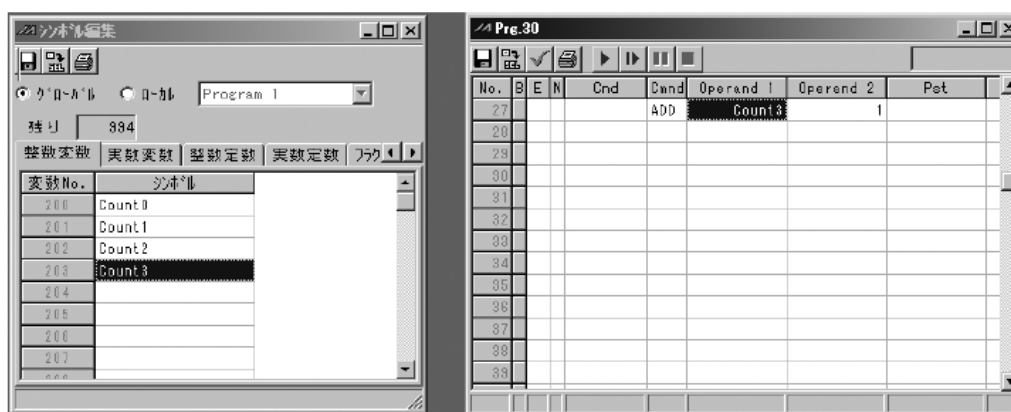 ｼﾝﾎﾞﾙ編集
ｸﾞﾛｰﾊﾞﾙ ﾛｰｶﾙ Program 1
残り 994
整数変数 実数変数 整数定数 実数定数 ﾌﾗｸ
変数No. ｼﾝﾎﾞﾙ
200 Count0
201 Count1
202 Count2
203 Count3
204
205
206
207
Prg.30
No. B E N Cnd Cmnd Operand 1 Operand 2 Pst
27 ADD Count3 1
28
29
30
31
32
33
34
35
36
37
38
39